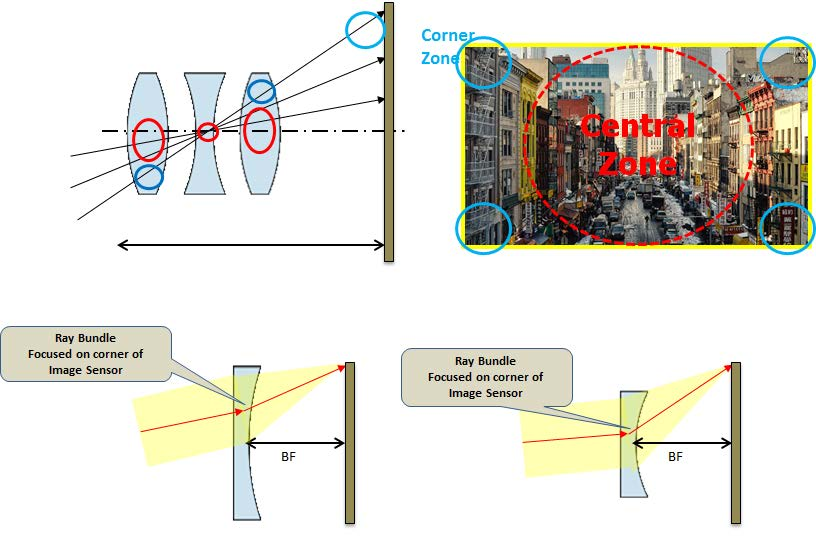 Corner
Zone
Central
Zone
Ray Bundle
Focused on corner of
Image Sensor
BF
Ray Bundle
Focused on corner of
Image Sensor
BF